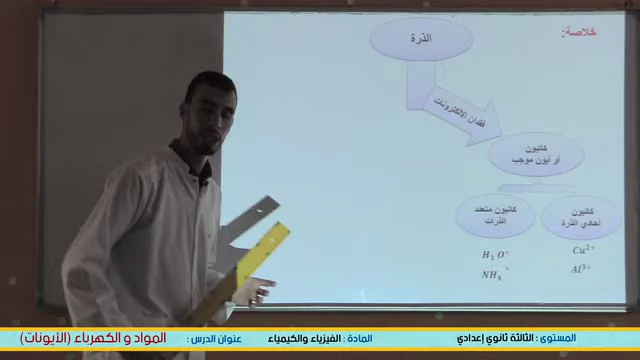 خلاصة:
الذرة
فقدان الإلكترونات
كاتيون
أو أيون موجب
كاتيون متعدد
الذرات
كاتيون
أحادي الذرة
H₃O⁺
NH₄⁺
Cu²⁺
Al³⁺
المستوى : الثالثة ثانوي إعدادي
المادة : الفيزياء والكيمياء
عنوان الدرس : المواد و الكهرباء (الأيونات)